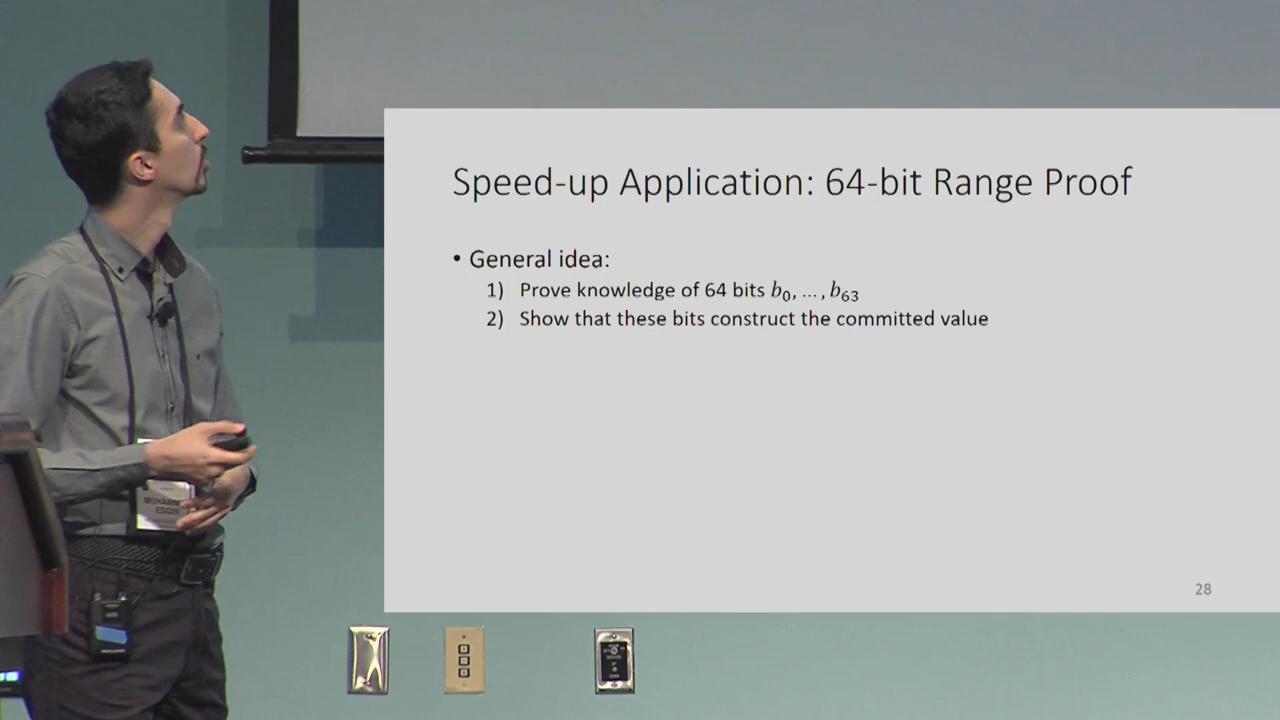 Speed-up Application: 64-bit Range Proof
• General idea:
1) Prove knowledge of 64 bits b₀, ..., b₆₃
2) Show that these bits construct the committed value
28